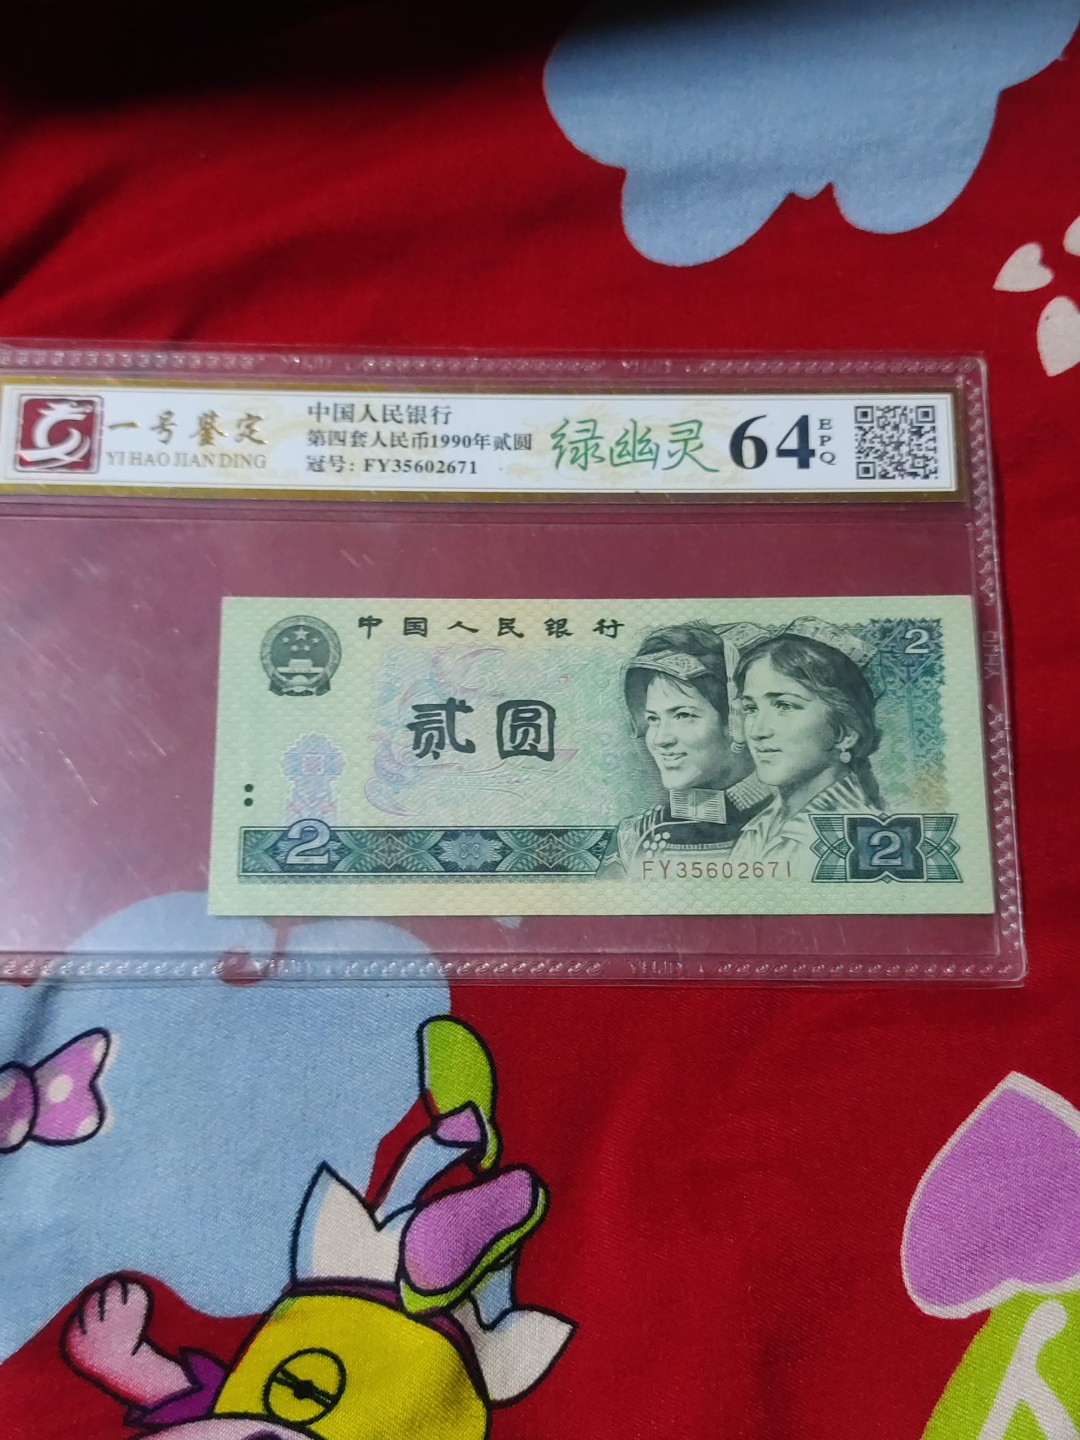 一号鉴定
YI HAO JIAN DING
中国人民银行
第四套人民币1990年贰圆
冠号: FY35602671
绿幽灵
64
EPQ
中国人民银行
2
贰圆
2
FY35602671
2